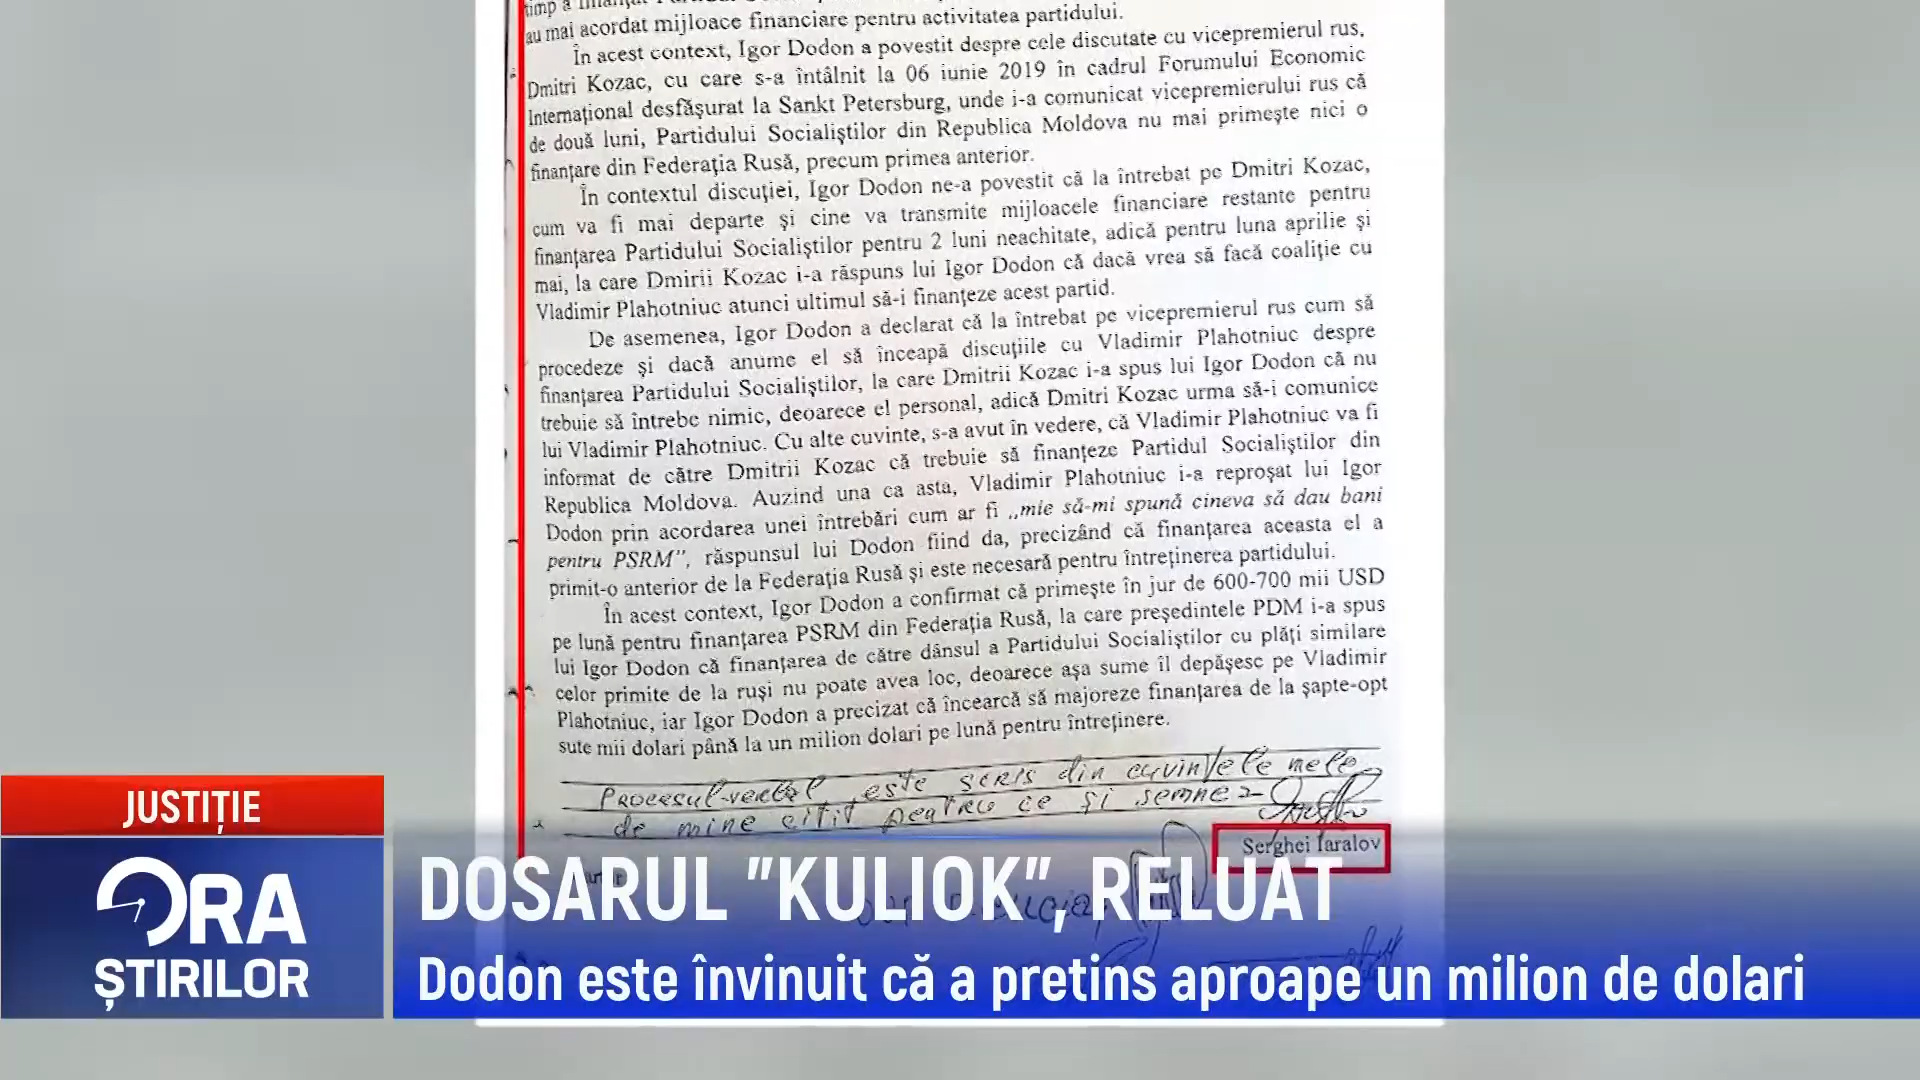 timp a finanțat
au mai acordat mijloace financiare pentru activitatea partidului.
În acest context, Igor Dodon a povestit despre cele discutate cu vicepremierul rus,
Dmitri Kozac, cu care s-a întâlnit la 06 iunie 2019 în cadrul Forumului Economic
Internațional desfășurat la Sankt Petersburg, unde i-a comunicat vicepremierului rus că
de două luni, Partidului Socialiștilor din Republica Moldova nu mai primește nici o
finanțare din Federația Rusă, precum primea anterior.
În contextul discuției, Igor Dodon ne-a povestit că la întrebat pe Dmitri Kozac,
cum va fi mai departe și cine va transmite mijloacele financiare restante pentru
finanțarea Partidului Socialiștilor pentru 2 luni neachitate, adică pentru luna aprilie și
mai, la care Dmirii Kozac i-a răspuns lui Igor Dodon că dacă vrea să facă coaliție cu
Vladimir Plahotniuc atunci ultimul să-i finanțeze acest partid.
De asemenea, Igor Dodon a declarat că la întrebat pe vicepremierul rus cum să
procedeze și dacă anume el să înceapă discuțiile cu Vladimir Plahotniuc despre
finanțarea Partidului Socialiștilor, la care Dmitrii Kozac i-a spus lui Igor Dodon că nu
trebuie să întrebe nimic, deoarece el personal, adică Dmitri Kozac urma să-i comunice
lui Vladimir Plahotniuc. Cu alte cuvinte, s-a avut în vedere, că Vladimir Plahotniuc va fi
informat de către Dmitrii Kozac că trebuie să finanțeze Partidul Socialiștilor din
Republica Moldova. Auzind una ca asta, Vladimir Plahotniuc i-a reproșat lui Igor
Dodon prin acordarea unei întrebări cum ar fi „mie să-mi spună cineva să dau bani
pentru PSRM”, răspunsul lui Dodon fiind da, precizând că finanțarea aceasta el a
primit-o anterior de la Federația Rusă și este necesară pentru întreținerea partidului.
În acest context, Igor Dodon a confirmat că primește în jur de 600-700 mii USD
pe lună pentru finanțarea PSRM din Federația Rusă, la care președintele PDM i-a spus
lui Igor Dodon că finanțarea de către dânsul a Partidului Socialiștilor cu plăți similare
celor primite de la ruși nu poate avea loc, deoarece așa sume îl depășesc pe Vladimir
Plahotniuc, iar Igor Dodon a precizat că încearcă să majoreze finanțarea de la șapte-opt
sute mii dolari până la un milion dolari pe lună pentru întreținere.
Procesul-verbal este scris din cuvintele mele,
de mine citit pentru ce și semnez
Serghei Iaralov
JUSTIȚIE
ORA
ȘTIRILOR
DOSARUL "KULIOK", RELUAT
Dodon este învinuit că a pretins aproape un milion de dolari